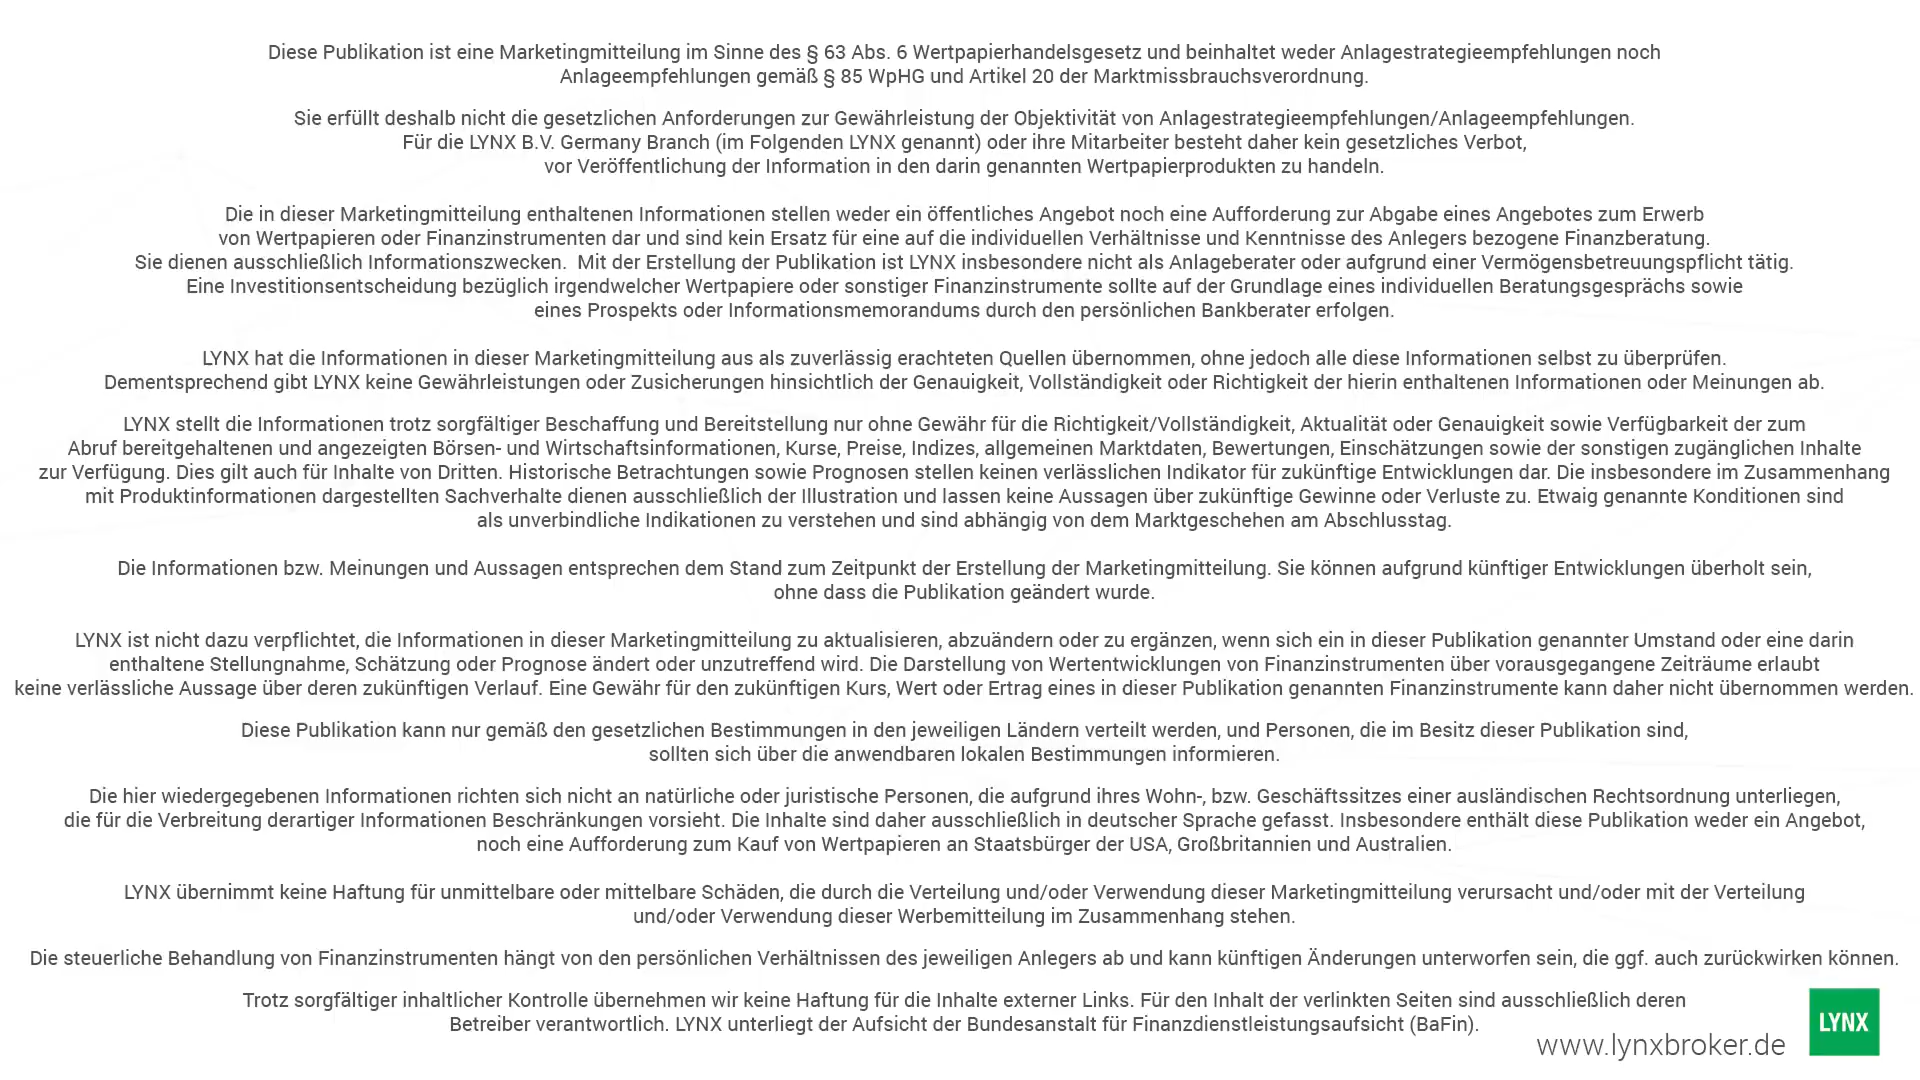 Diese Publikation ist eine Marketingmitteilung im Sinne des § 63 Abs. 6 Wertpapierhandelsgesetz und beinhaltet weder Anlagestrategieempfehlungen noch
Anlageempfehlungen gemäß § 85 WpHG und Artikel 20 der Marktmissbrauchsverordnung.
Sie erfüllt deshalb nicht die gesetzlichen Anforderungen zur Gewährleistung der Objektivität von Anlagestrategieempfehlungen/Anlageempfehlungen.
Für die LYNX B.V. Germany Branch (im Folgenden LYNX genannt) oder ihre Mitarbeiter besteht daher kein gesetzliches Verbot,
vor Veröffentlichung der Information in den darin genannten Wertpapierprodukten zu handeln.
Die in dieser Marketingmitteilung enthaltenen Informationen stellen weder ein öffentliches Angebot noch eine Aufforderung zur Abgabe eines Angebotes zum Erwerb
von Wertpapieren oder Finanzinstrumenten dar und sind kein Ersatz für eine auf die individuellen Verhältnisse und Kenntnisse des Anlegers bezogene Finanzberatung.
Sie dienen ausschließlich Informationszwecken. Mit der Erstellung der Publikation ist LYNX insbesondere nicht als Anlageberater oder aufgrund einer Vermögensbetreuungspflicht tätig.
Eine Investitionsentscheidung bezüglich irgendwelcher Wertpapiere oder sonstiger Finanzinstrumente sollte auf der Grundlage eines individuellen Beratungsgesprächs sowie
eines Prospekts oder Informationsmemorandums durch den persönlichen Bankberater erfolgen.
LYNX hat die Informationen in dieser Marketingmitteilung aus als zuverlässig erachteten Quellen übernommen, ohne jedoch alle diese Informationen selbst zu überprüfen.
Dementsprechend gibt LYNX keine Gewährleistungen oder Zusicherungen hinsichtlich der Genauigkeit, Vollständigkeit oder Richtigkeit der hierin enthaltenen Informationen oder Meinungen ab.
LYNX stellt die Informationen trotz sorgfältiger Beschaffung und Bereitstellung nur ohne Gewähr für die Richtigkeit/Vollständigkeit, Aktualität oder Genauigkeit sowie Verfügbarkeit der zum
Abruf bereitgehaltenen und angezeigten Börsen- und Wirtschaftsinformationen, Kurse, Preise, Indizes, allgemeinen Marktdaten, Bewertungen, Einschätzungen sowie der sonstigen zugänglichen Inhalte
zur Verfügung. Dies gilt auch für Inhalte von Dritten. Historische Betrachtungen sowie Prognosen stellen keinen verlässlichen Indikator für zukünftige Entwicklungen dar. Die insbesondere im Zusammenhang
mit Produktinformationen dargestellten Sachverhalte dienen ausschließlich der Illustration und lassen keine Aussagen über zukünftige Gewinne oder Verluste zu. Etwaig genannte Konditionen sind
als unverbindliche Indikationen zu verstehen und sind abhängig von dem Marktgeschehen am Abschlusstag.
Die Informationen bzw. Meinungen und Aussagen entsprechen dem Stand zum Zeitpunkt der Erstellung der Marketingmitteilung. Sie können aufgrund künftiger Entwicklungen überholt sein,
ohne dass die Publikation geändert wurde.
LYNX ist nicht dazu verpflichtet, die Informationen in dieser Marketingmitteilung zu aktualisieren, abzuändern oder zu ergänzen, wenn sich ein in dieser Publikation genannter Umstand oder eine darin
enthaltene Stellungnahme, Schätzung oder Prognose ändert oder unzutreffend wird. Die Darstellung von Wertentwicklungen von Finanzinstrumenten über vorausgegangene Zeiträume erlaubt
keine verlässliche Aussage über deren zukünftigen Verlauf. Eine Gewähr für den zukünftigen Kurs, Wert oder Ertrag eines in dieser Publikation genannten Finanzinstrumente kann daher nicht übernommen werden.
Diese Publikation kann nur gemäß den gesetzlichen Bestimmungen in den jeweiligen Ländern verteilt werden, und Personen, die im Besitz dieser Publikation sind,
sollten sich über die anwendbaren lokalen Bestimmungen informieren.
Die hier wiedergegebenen Informationen richten sich nicht an natürliche oder juristische Personen, die aufgrund ihres Wohn-, bzw. Geschäftssitzes einer ausländischen Rechtsordnung unterliegen,
die für die Verbreitung derartiger Informationen Beschränkungen vorsieht. Die Inhalte sind daher ausschließlich in deutscher Sprache gefasst. Insbesondere enthält diese Publikation weder ein Angebot,
noch eine Aufforderung zum Kauf von Wertpapieren an Staatsbürger der USA, Großbritannien und Australien.
LYNX übernimmt keine Haftung für unmittelbare oder mittelbare Schäden, die durch die Verteilung und/oder Verwendung dieser Marketingmitteilung verursacht und/oder mit der Verteilung
und/oder Verwendung dieser Werbemitteilung im Zusammenhang stehen.
Die steuerliche Behandlung von Finanzinstrumenten hängt von den persönlichen Verhältnissen des jeweiligen Anlegers ab und kann künftigen Änderungen unterworfen sein, die ggf. auch zurückwirken können.
Trotz sorgfältiger inhaltlicher Kontrolle übernehmen wir keine Haftung für die Inhalte externer Links. Für den Inhalt der verlinkten Seiten sind ausschließlich deren
Betreiber verantwortlich. LYNX unterliegt der Aufsicht der Bundesanstalt für Finanzdienstleistungsaufsicht (BaFin).
www.lynxbroker.de
LYNX